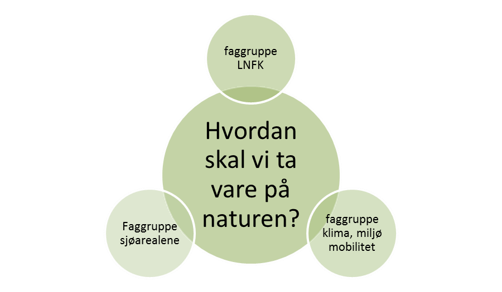 faggruppe
LNFK
Hvordan
skal vi ta
vare på
naturen?
Faggruppe
sjøarealene
faggruppe
klima, miljø
mobilitet